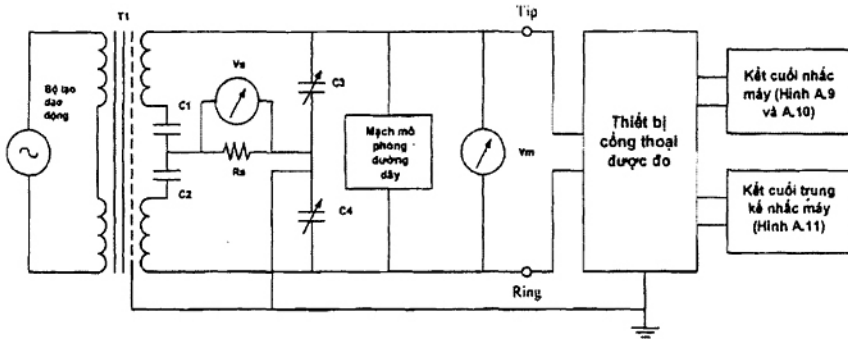 Tip
T1
Bộ tạo
dao
động
Vs
C1
C3
Rs
C2
C4
Mạch mô
phỏng
đường
dây
Vm
Thiết bị
cổng thoại
được đo
Kết cuối nhấc
máy (Hình A.9
và A.10)
Kết cuối trung
kế nhấc máy
(Hình A.11)
Ring